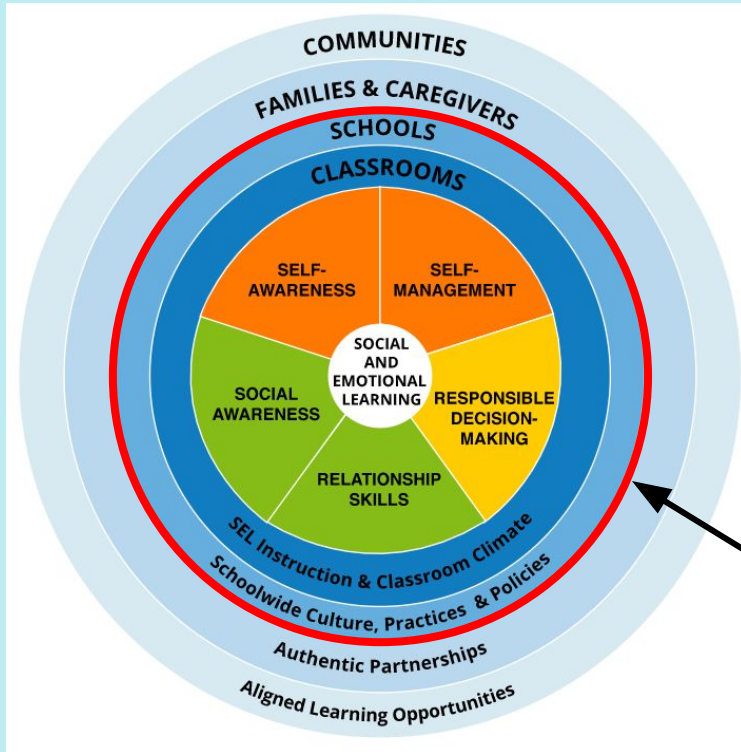 COMMUNITIES
FAMILIES & CAREGIVERS
SCHOOLS
CLASSROOMS
SELF-
AWARENESS
SELF-
MANAGEMENT
SOCIAL
AND
EMOTIONAL
LEARNING
SOCIAL
AWARENESS
RESPONSIBLE
DECISION-
MAKING
RELATIONSHIP
SKILLS
SEL Instruction & Classroom Climate
Schoolwide Culture, Practices & Policies
Authentic Partnerships
Aligned Learning Opportunities